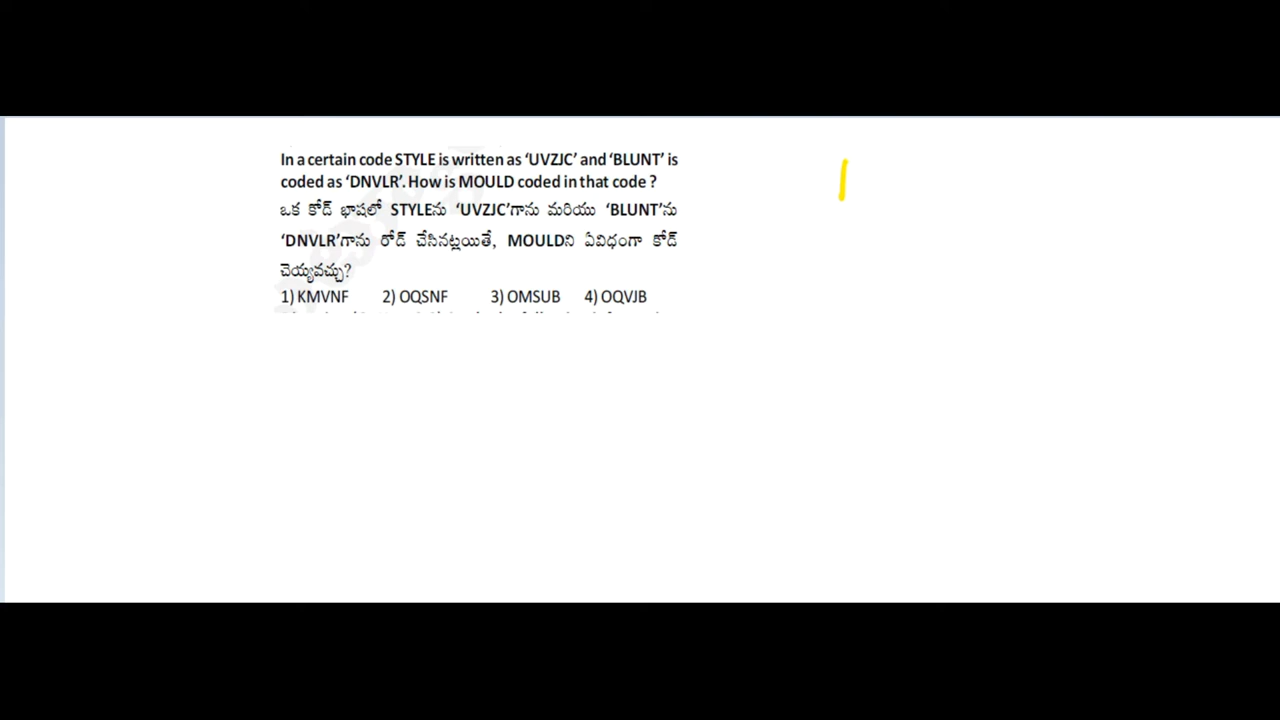 In a certain code STYLE is written as ‘UVZJC’ and ‘BLUNT’ is
coded as ‘DNVLR’. How is MOULD coded in that code ?
ఒక కోడ్ భాషలో STYLEను ‘UVZJC’గాను మరియు ‘BLUNT’ను
‘DNVLR’గాను రోడ్ చేసినట్లయితే, MOULDని ఏవిధంగా కోడ్
చెయ్యవచ్చు?
1) KMVNF 2) OQSNF 3) OMSUB 4) OQVJB